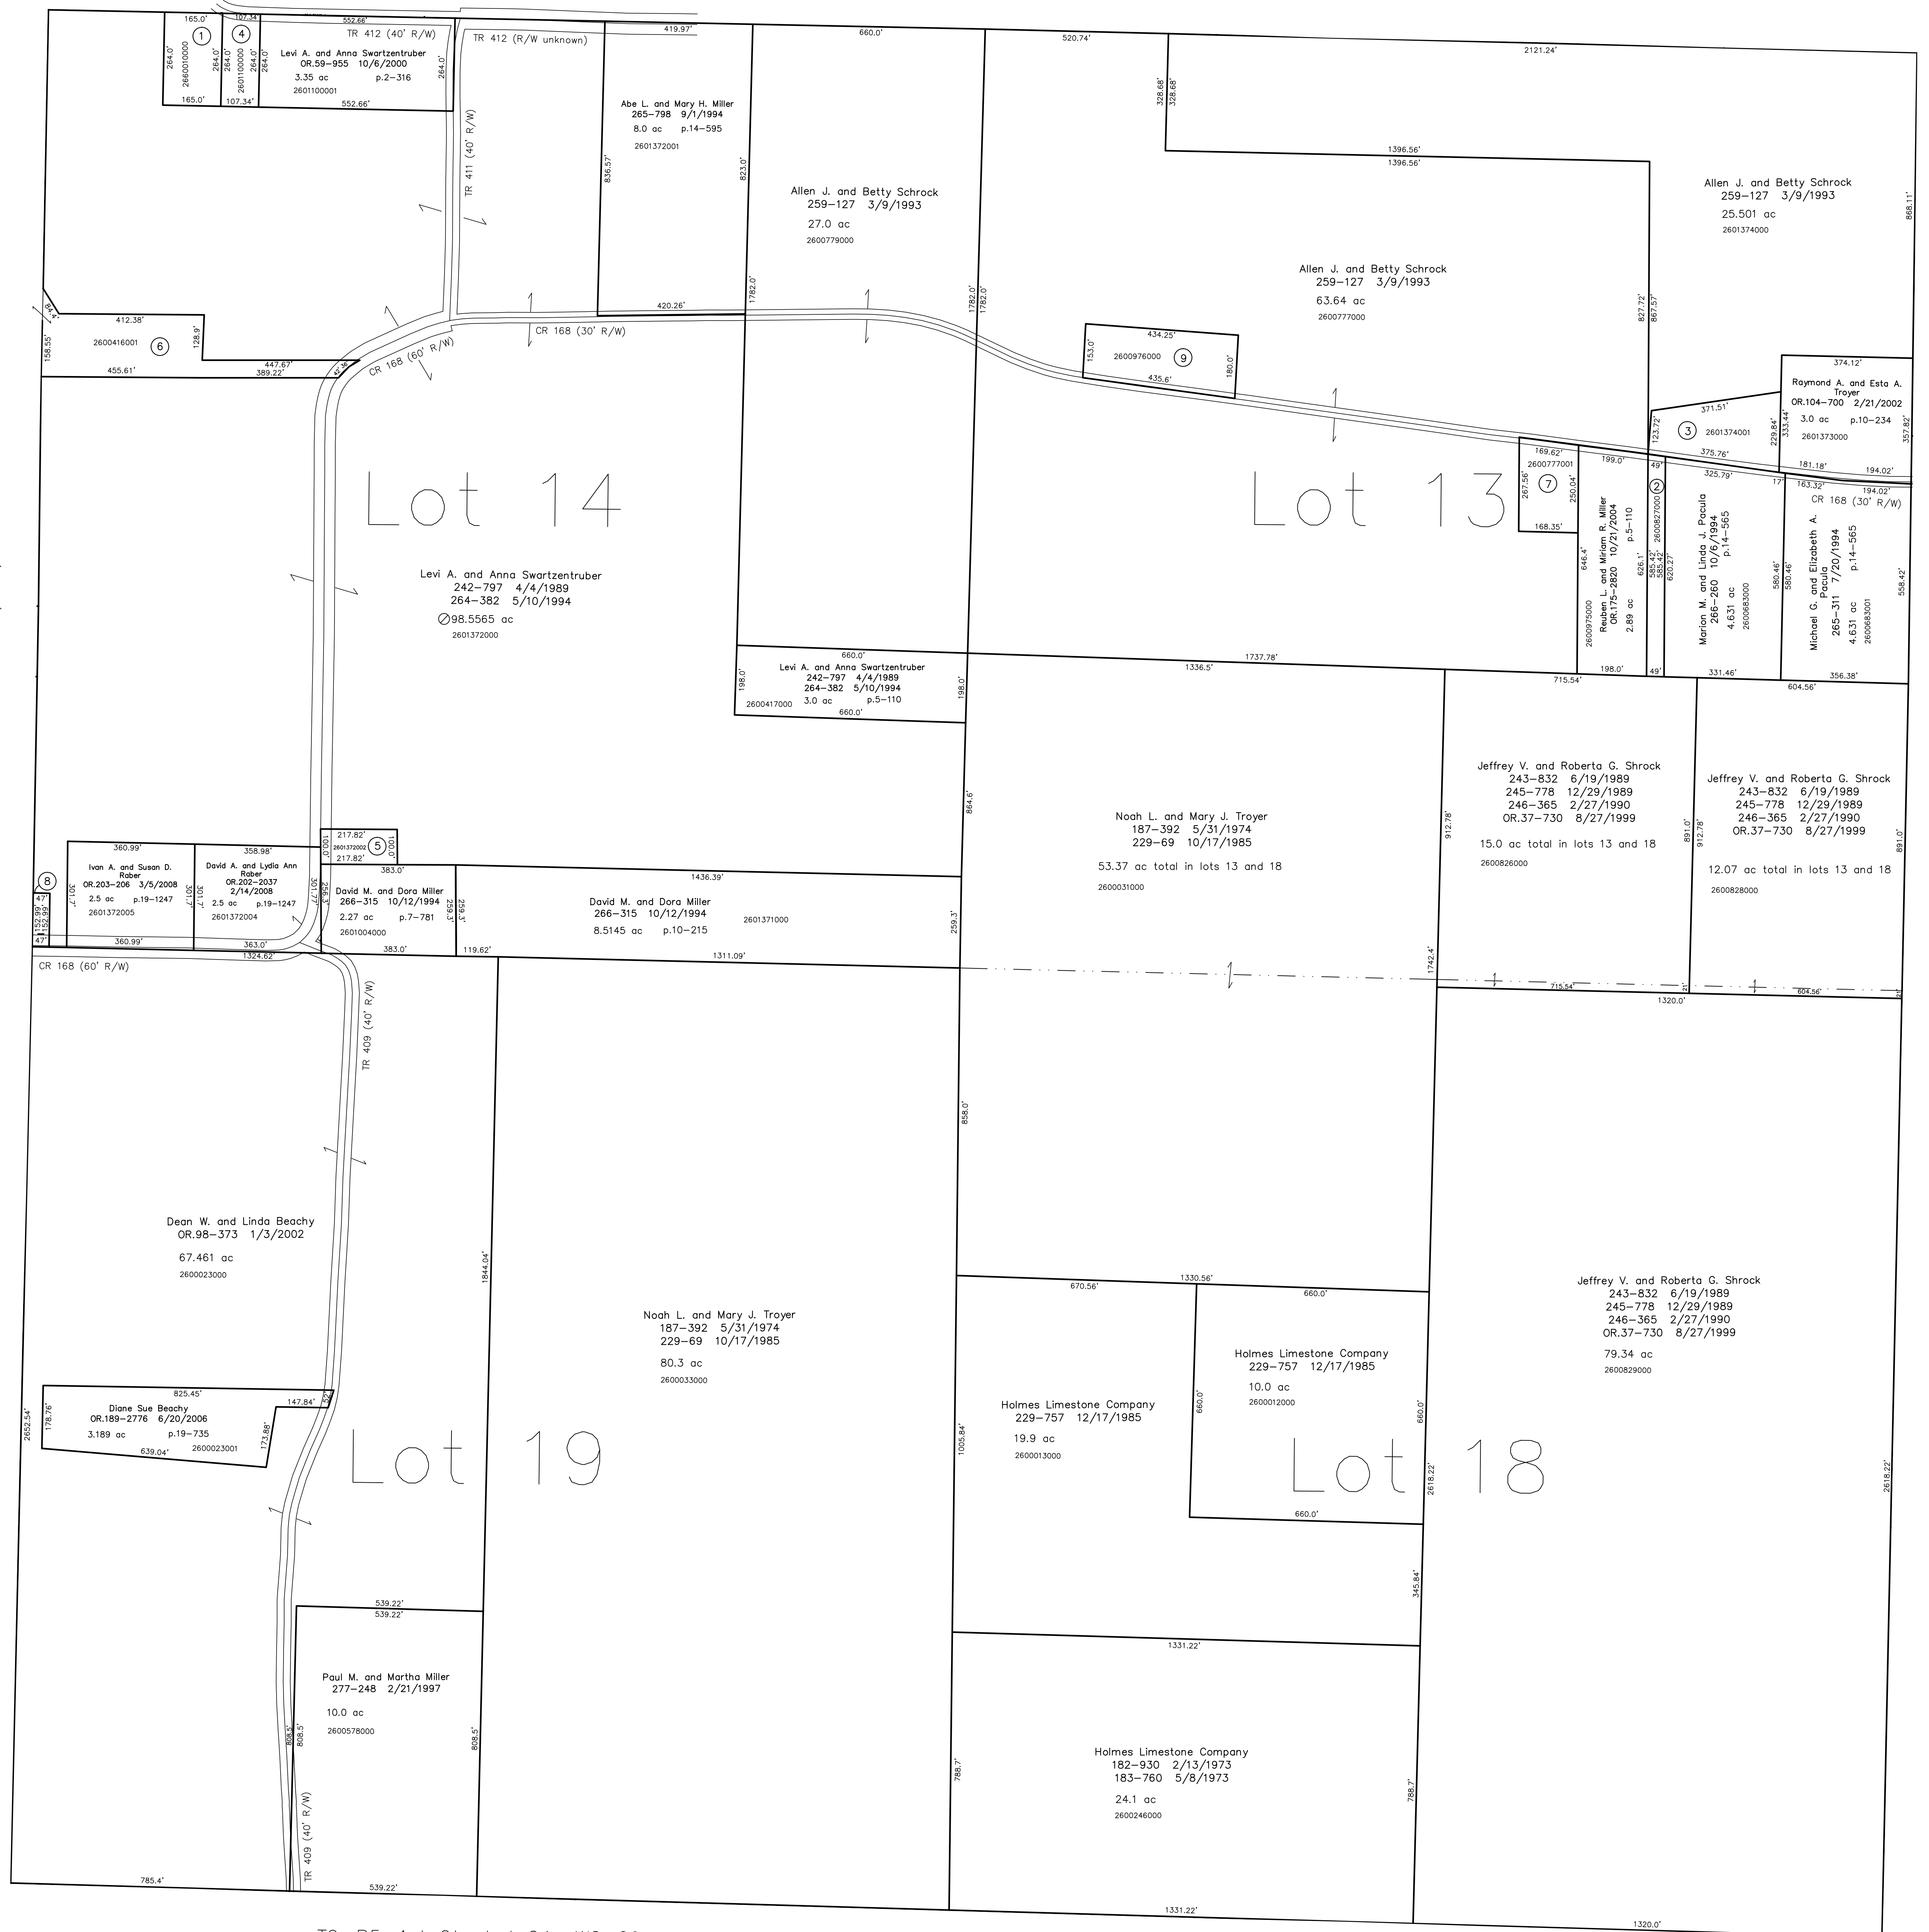 165.0'
107.34'
552.66'
419.97'
660.0'
520.74'
2121.24'
TR 412 (40' R/W)
TR 412 (R/W unknown)
1
4
264.0'
2660010000
264.0'
264.0'
2601100000
264.0'
264.0'
264.0'
Levi A. and Anna Swartzentruber
OR.59-955 10/6/2000
3.35 ac p.2-316
2601100001
165.0'
107.34'
552.66'
TR 411 (40' R/W)
Abe L. and Mary H. Miller
265-798 9/1/1994
8.0 ac p.14-595
2601372001
836.57'
823.0'
420.26'
Allen J. and Betty Schrock
259-127 3/9/1993
27.0 ac
2600779000
1782.0'
1782.0'
1782.0'
328.68'
328.68'
1396.56'
1396.56'
Allen J. and Betty Schrock
259-127 3/9/1993
63.64 ac
2600777000
827.72'
867.57'
Allen J. and Betty Schrock
259-127 3/9/1993
25.501 ac
2601374000
868.11'
84.4'
412.38'
158.55'
2600416001
6
128.9'
447.67'
455.61'
389.22'
CR 168 (60' R/W)
CR 168 (30' R/W)
434.25'
153.0'
2600976000
9
180.0'
435.6'
374.12'
Raymond A. and Esta A.
Troyer
OR.104-700 2/21/2002
3.0 ac p.10-234
2601373000
333.44'
357.82'
181.18'
194.02'
371.51'
123.72'
3
2601374001
229.84'
375.76'
169.62'
2600777001
267.56'
7
250.04'
168.35'
199.0'
49'
2
325.79'
17'
163.32'
194.02'
CR 168 (30' R/W)
Lot 14
Lot 13
646.4'
2600975000
Reuben L. and Miriam R. Miller
OR.175-2820 10/21/2004
2.89 ac p.5-110
626.1'
585.42'
585.42'
2600827000
620.27'
Marion M. and Linda J. Pacula
266-260 10/6/1994
4.631 ac p.14-565
2600683000
580.46'
580.46'
Michael G. and Elizabeth A.
Pacula
265-311 7/20/1994
4.631 ac p.14-565
2600683001
558.42'
198.0'
49'
331.46'
356.38'
Levi A. and Anna Swartzentruber
242-797 4/4/1989
264-382 5/10/1994
98.5565 ac
2601372000
660.0'
Levi A. and Anna Swartzentruber
242-797 4/4/1989
264-382 5/10/1994
2600417000 3.0 ac p.5-110
660.0'
198.0'
198.0'
1737.78'
1336.5'
715.54'
604.56'
864.6'
Noah L. and Mary J. Troyer
187-392 5/31/1974
229-69 10/17/1985
53.37 ac total in lots 13 and 18
2600031000
912.78'
Jeffrey V. and Roberta G. Shrock
243-832 6/19/1989
245-778 12/29/1989
246-365 2/27/1990
OR.37-730 8/27/1999
15.0 ac total in lots 13 and 18
2600826000
891.0'
912.78'
Jeffrey V. and Roberta G. Shrock
243-832 6/19/1989
245-778 12/29/1989
246-365 2/27/1990
OR.37-730 8/27/1999
12.07 ac total in lots 13 and 18
2600828000
891.0'
8
47'
152.99'
152.99'
47'
360.99'
301.7'
Ivan A. and Susan D.
Raber
OR.203-206 3/5/2008
2.5 ac p.19-1247
2601372005
301.7'
360.99'
358.98'
301.7'
David A. and Lydia Ann
Raber
OR.202-2037
2/14/2008
2.5 ac p.19-1247
2601372004
301.77'
363.0'
217.82'
100.0'
2601372002
5
100.0'
217.82'
383.0'
David M. and Dora Miller
266-315 10/12/1994
2.27 ac p.7-781
2601004000
259.3'
259.3'
383.0'
1436.39'
David M. and Dora Miller
266-315 10/12/1994
8.5145 ac p.10-215
2601371000
259.3'
119.62'
1311.09'
1324.62'
CR 168 (60' R/W)
TR 409 (40' R/W)
1742.4'
715.54'
21'
604.56'
21'
1320.0'
858.0'
Dean W. and Linda Beachy
OR.98-373 1/3/2002
67.461 ac
2600023000
1844.04'
Noah L. and Mary J. Troyer
187-392 5/31/1974
229-69 10/17/1985
80.3 ac
2600033000
1330.56'
670.56'
660.0'
Holmes Limestone Company
229-757 12/17/1985
10.0 ac
2600012000
660.0'
660.0'
660.0'
Holmes Limestone Company
229-757 12/17/1985
19.9 ac
2600013000
1005.84'
Jeffrey V. and Roberta G. Shrock
243-832 6/19/1989
245-778 12/29/1989
246-365 2/27/1990
OR.37-730 8/27/1999
79.34 ac
2600829000
2652.54'
825.45'
178.76'
Diane Sue Beachy
OR.189-2776 6/20/2006
3.189 ac p.19-735
2600023001
147.84'
52'
173.88'
639.04'
Lot 19
Lot 18
2618.22'
2618.22'
345.84'
539.22'
539.22'
Paul M. and Martha Miller
277-248 2/21/1997
10.0 ac
2600578000
808.5'
808.5'
808.5'
1331.22'
Holmes Limestone Company
182-930 2/13/1973
183-760 5/8/1973
24.1 ac
2600246000
788.7'
788.7'
TR 409 (40' R/W)
785.4'
539.22'
1331.22'
1320.0'